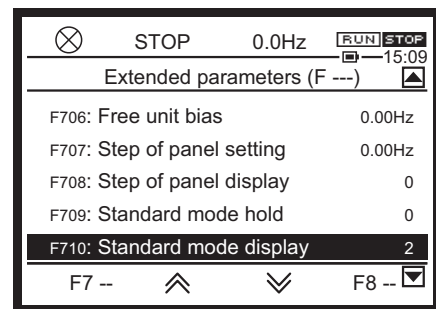 STOP 0.0Hz RUN STOP
15:09
Extended parameters (F ---)
F706: Free unit bias 0.00Hz
F707: Step of panel setting 0.00Hz
F708: Step of panel display 0
F709: Standard mode hold 0
F710: Standard mode display 2
F7 -- F8 --